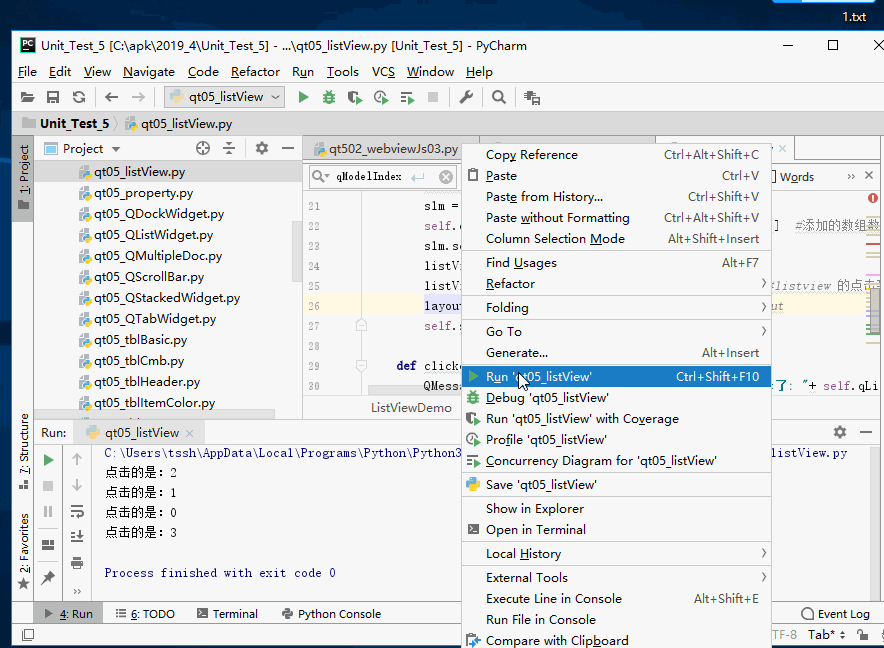 1.txt
Unit_Test_5 [C:\apk\2019_4\Unit_Test_5] - ...\qt05_listView.py [Unit_Test_5] - PyCharm
File Edit View Navigate Code Refactor Run Tools VCS Window Help
qt05_listView
Unit_Test_5 qt05_listView.py
1: Project
Project
qt502_webviewJs03.py
qt05_listView.py
qt05_property.py
qt05_QDockWidget.py
qt05_QListWidget.py
qt05_QMultipleDoc.py
qt05_QScrollBar.py
qt05_QStackedWidget.py
qt05_QTabWidget.py
qt05_tblBasic.py
qt05_tblCmb.py
qt05_tblHeader.py
qt05_tblItemColor.py
qModelIndex
Words
21 slm =
22 self. ] #添加的数组数
23 slm.s
24 listVi
25 listVi #listview 的点击
26 layou ut
27 self.s
28
29 def clicke
30 QMessa 了: "+ self.qLi
ListViewDemo
Copy Reference Ctrl+Alt+Shift+C
Paste Ctrl+V
Paste from History... Ctrl+Shift+V
Paste without Formatting Ctrl+Alt+Shift+V
Column Selection Mode Alt+Shift+Insert
Find Usages Alt+F7
Refactor
Folding
Go To
Generate... Alt+Insert
Run 'qt05_listView' Ctrl+Shift+F10
Debug 'qt05_listView'
Run 'qt05_listView' with Coverage
Profile 'qt05_listView'
Concurrency Diagram for 'qt05_listView'
Save 'qt05_listView'
Show in Explorer
Open in Terminal
Local History
External Tools
Execute Line in Console Alt+Shift+E
Run File in Console
Compare with Clipboard
7: Structure
2: Favorites
Run: qt05_listView
C:\Users\tssh\AppData\Local\Programs\Python\Python3 listView.py
点击的是：2
点击的是：1
点击的是：0
点击的是：3
Process finished with exit code 0
4: Run 6: TODO Terminal Python Console Event Log
TF-8 Tab*